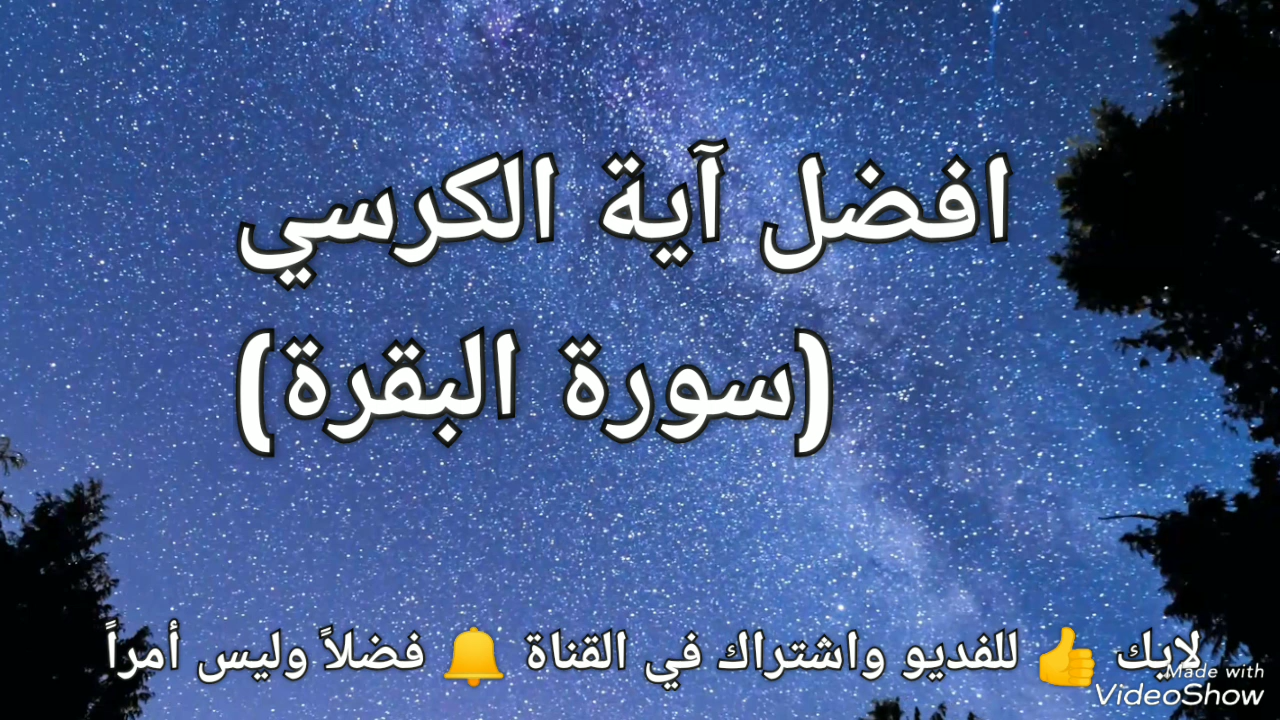 افضل آية الكرسي
(سورة البقرة)
لايك 👍 للفديو واشتراك في القناة 🔔 فضلاً وليس أمراً
Made with
VideoShow